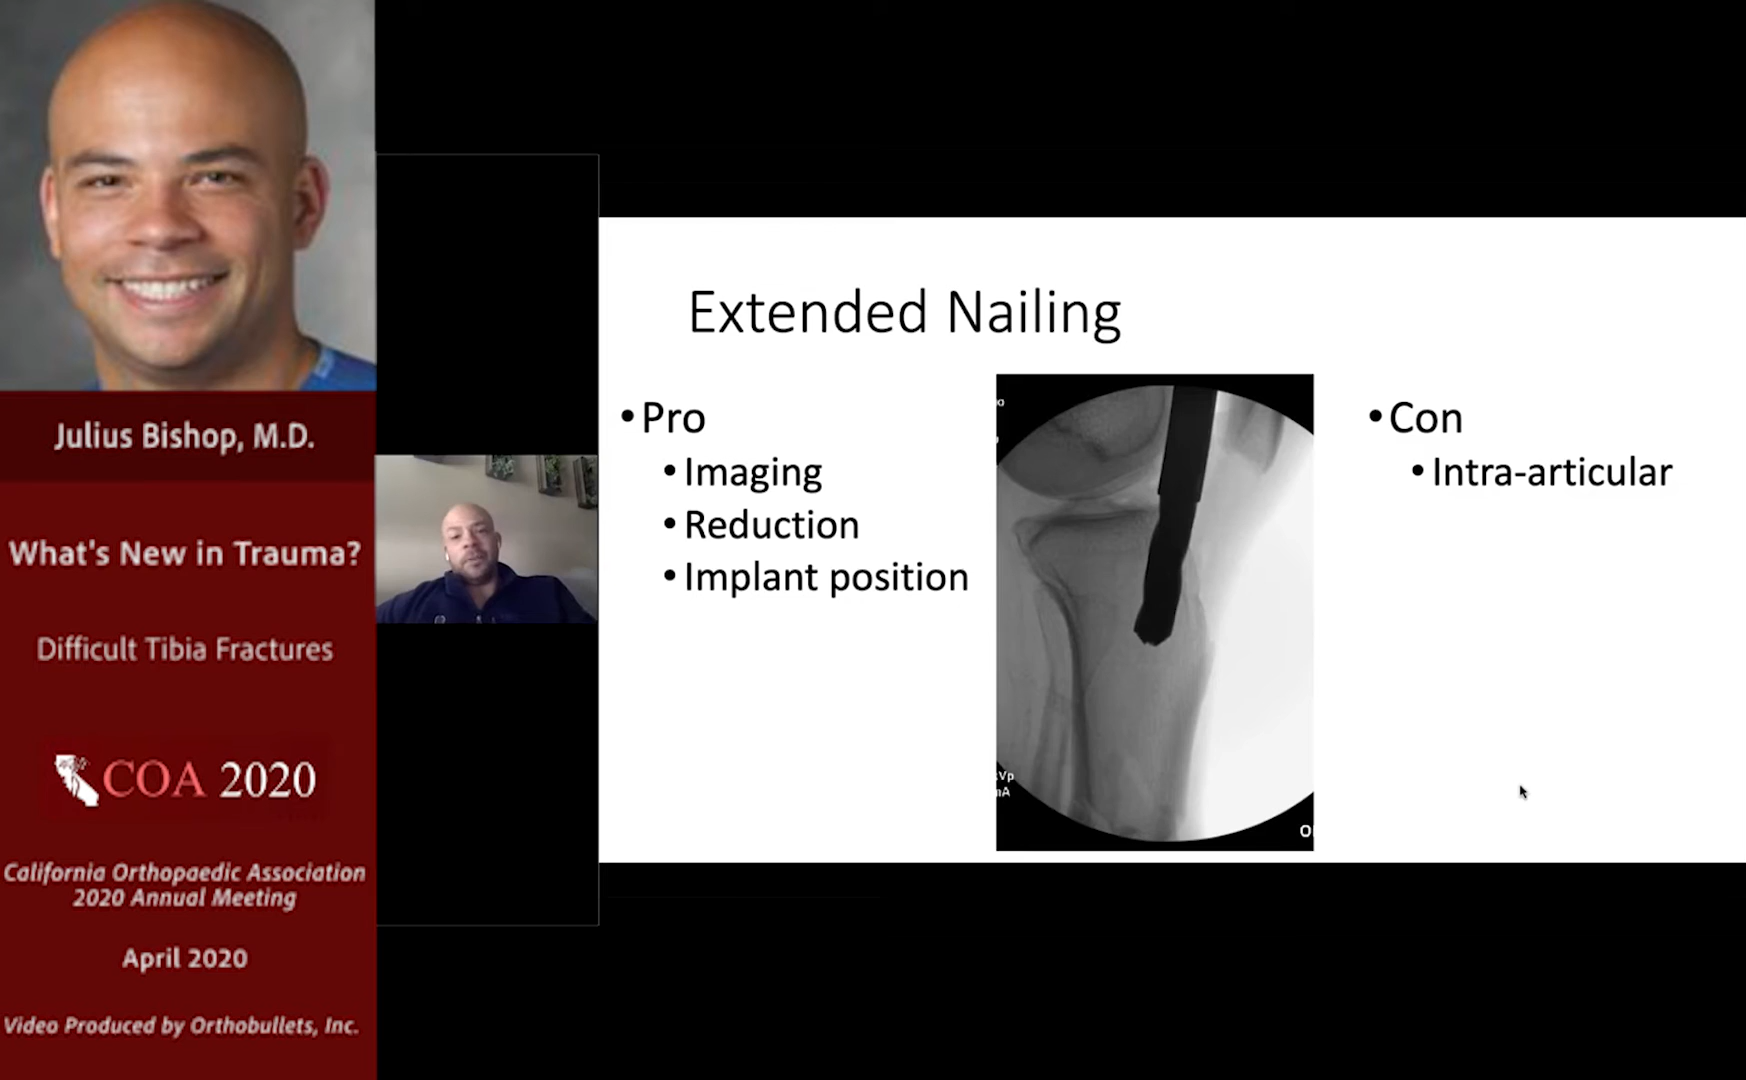 Julius Bishop, M.D.
What's New in Trauma?
Difficult Tibia Fractures
COA 2020
California Orthopaedic Association
2020 Annual Meeting
April 2020
Video Produced by Orthobullets, Inc.
Extended Nailing
• Pro
• Imaging
• Reduction
• Implant position
• Con
• Intra-articular